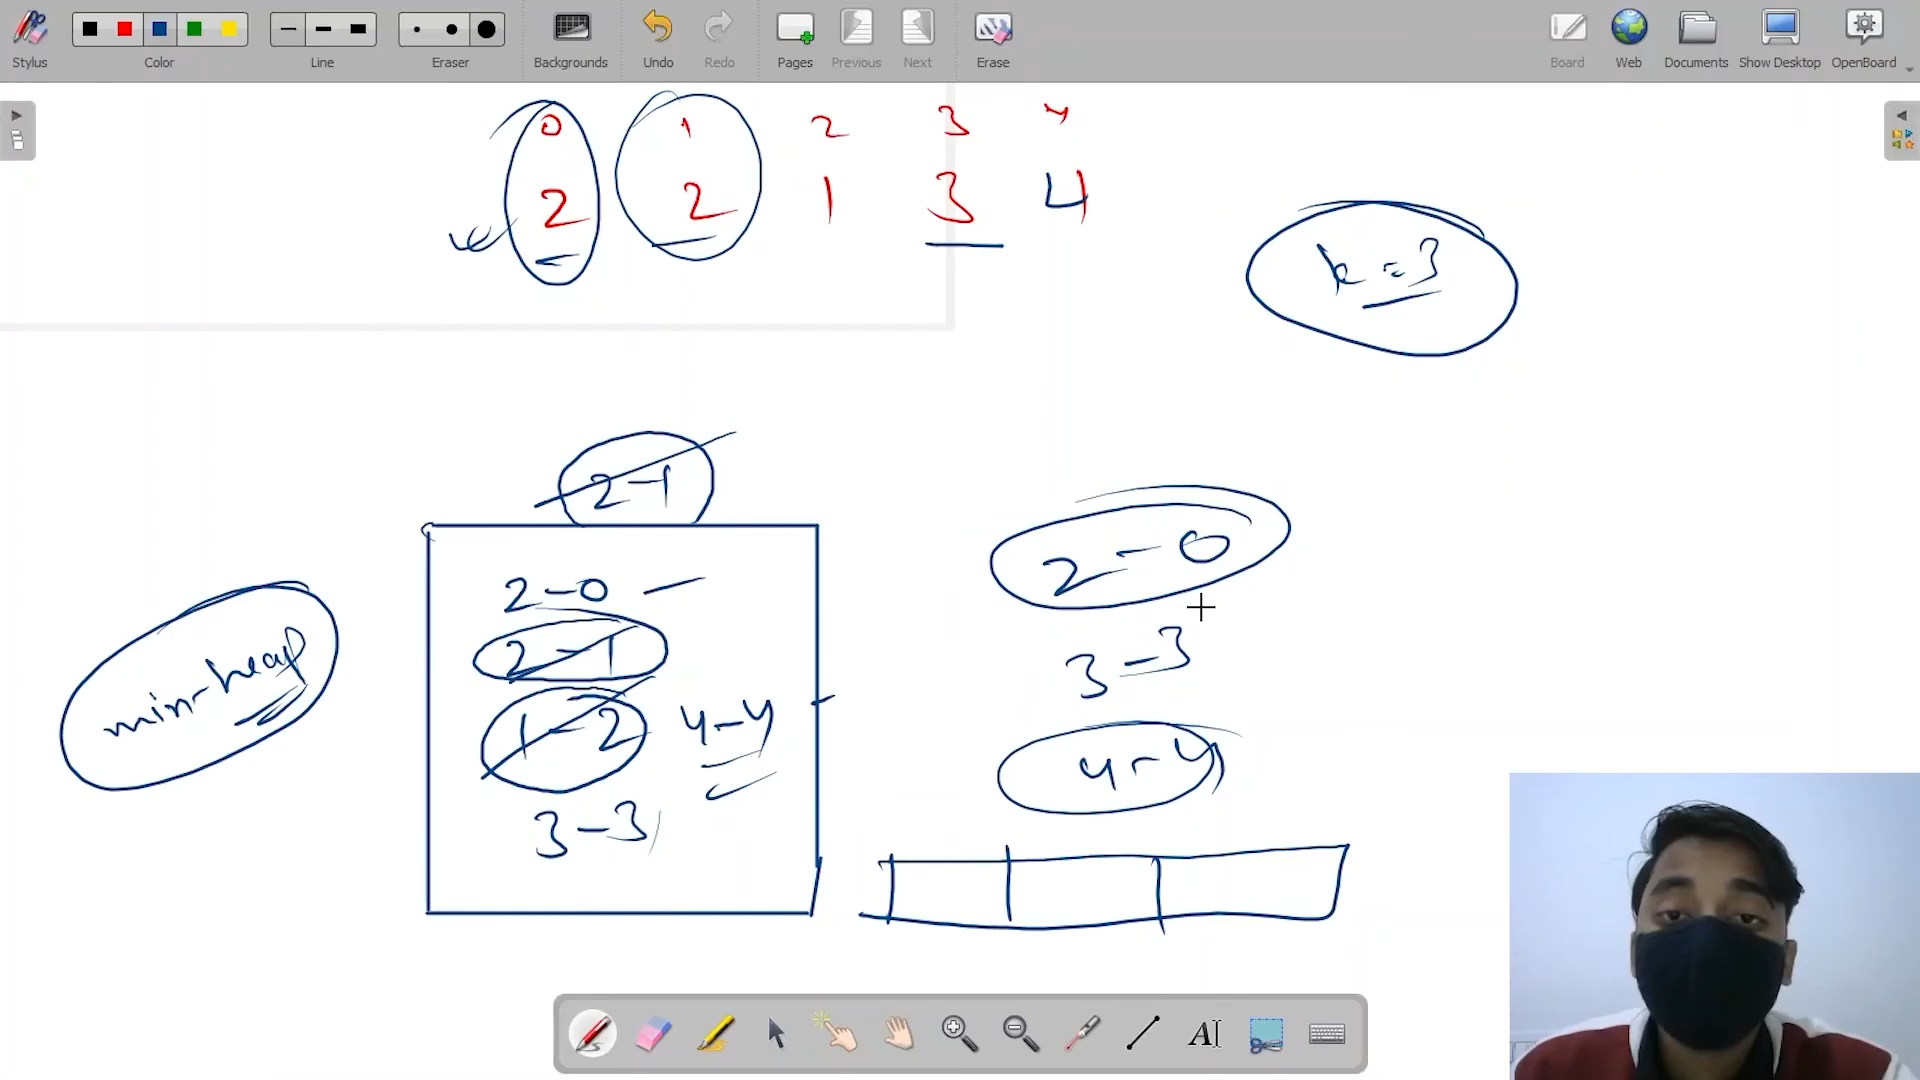 Stylus Color Line Eraser Backgrounds Undo Redo Pages Previous Next Erase Board Web Documents Show Desktop OpenBoard
0 1 2 3 4
2 2 1 3 4
k = 3
2-1
2-0
2-1
1-2 4-4
3-3
min-heap
2-0
3-3
4-4
AI